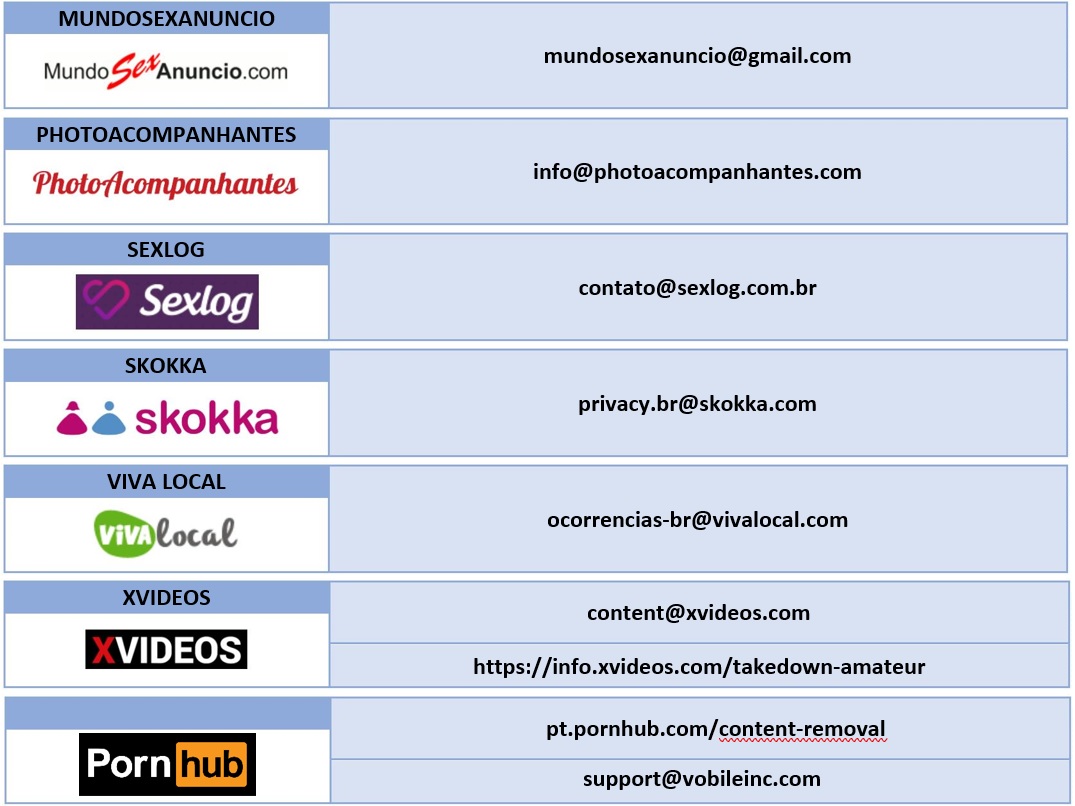 MUNDOSEXANUNCIO
MundoSexAnuncio.com
mundosexanuncio@gmail.com
PHOTOACOMPANHANTES
PhotoAcompanhantes
info@photoacompanhantes.com
SEXLOG
Sexlog
contato@sexlog.com.br
SKOKKA
skokka
privacy.br@skokka.com
VIVA LOCAL
ViVAlocal
ocorrencias-br@vivalocal.com
XVIDEOS
XVIDEOS
content@xvideos.com
https://info.xvideos.com/takedown-amateur
Pornhub
pt.pornhub.com/content-removal
support@vobileinc.com